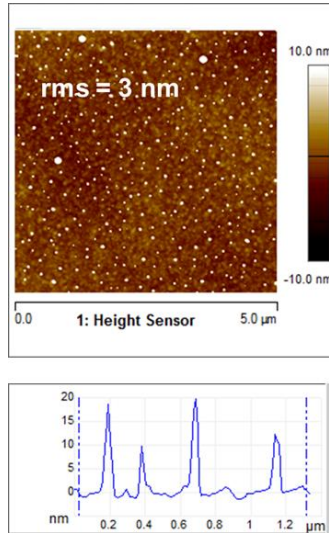 10.0 nm
rms = 3 nm
-10.0 nm
0.0 1: Height Sensor 5.0 µm
20
15
10
5
0
nm 0.2 0.4 0.6 0.8 1.0 1.2 µm